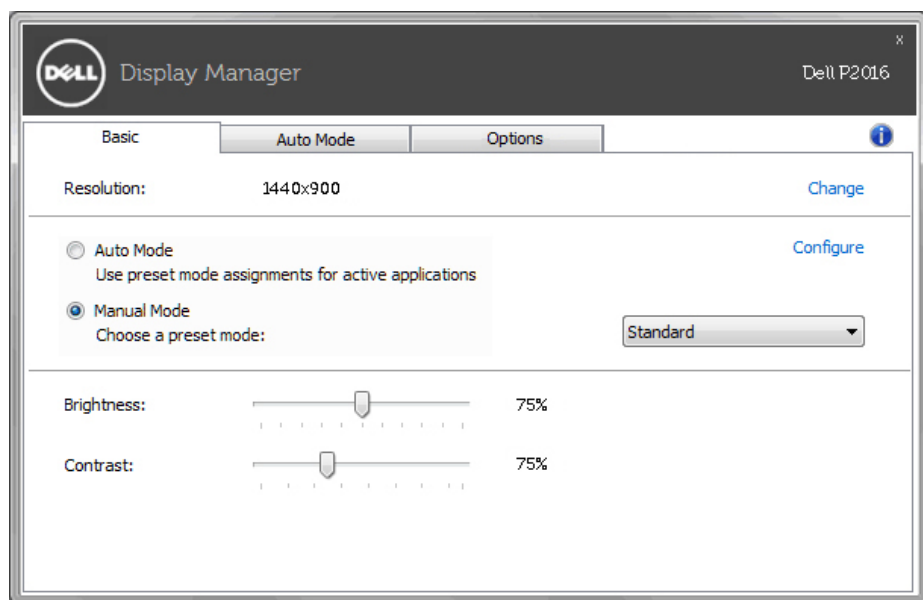 x
DELL Display Manager
Dell P2016
Basic Auto Mode Options i
Resolution: 1440x900 Change
Auto Mode Configure
Use preset mode assignments for active applications
Manual Mode
Choose a preset mode: Standard
Brightness: 75%
Contrast: 75%